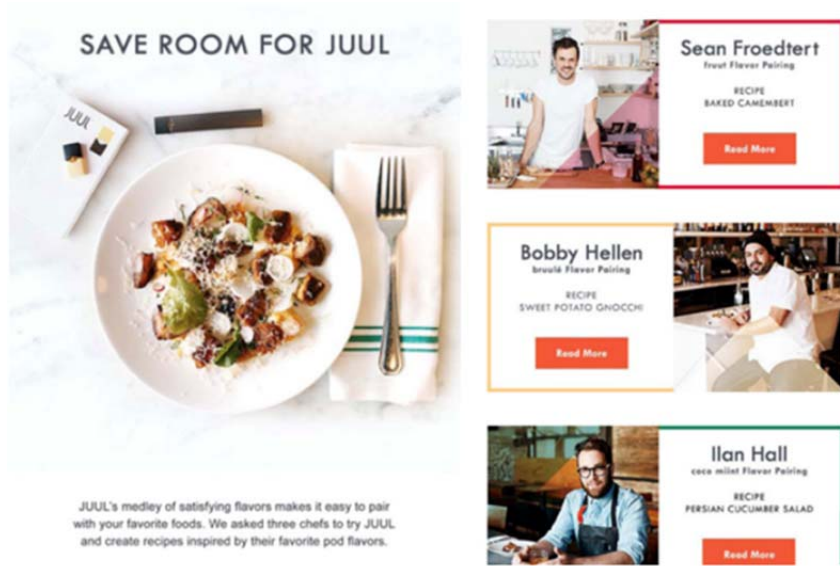 SAVE ROOM FOR JUUL
JUUL
JUUL's medley of satisfying flavors makes it easy to pair
with your favorite foods. We asked three chefs to try JUUL
and create recipes inspired by their favorite pod flavors.
Sean Froedtert
fruut Flavor Pairing
RECIPE
BAKED CAMEMBERT
Read More
Bobby Hellen
bruulé Flavor Pairing
RECIPE
SWEET POTATO GNOCCHI
Read More
Ilan Hall
coco miint Flavor Pairing
RECIPE
PERSIAN CUCUMBER SALAD
Read More